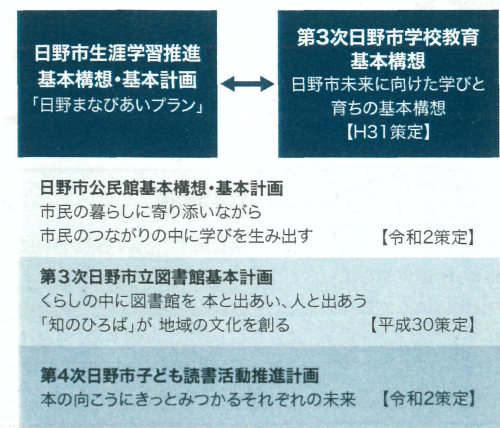 日野市生涯学習推進
基本構想・基本計画
「日野まなびあいプラン」
第3次日野市学校教育
基本構想
日野市未来に向けた学びと
育ちの基本構想
【H31策定】
日野市公民館基本構想・基本計画
市民の暮らしに寄り添いながら
市民のつながりの中に学びを生み出す 【令和2策定】
第3次日野市立図書館基本計画
くらしの中に図書館を 本と出あい、人と出あう
「知のひろば」が 地域の文化を創る 【平成30策定】
第4次日野市子ども読書活動推進計画
本の向こうにきっとみつかるそれぞれの未来 【令和2策定】